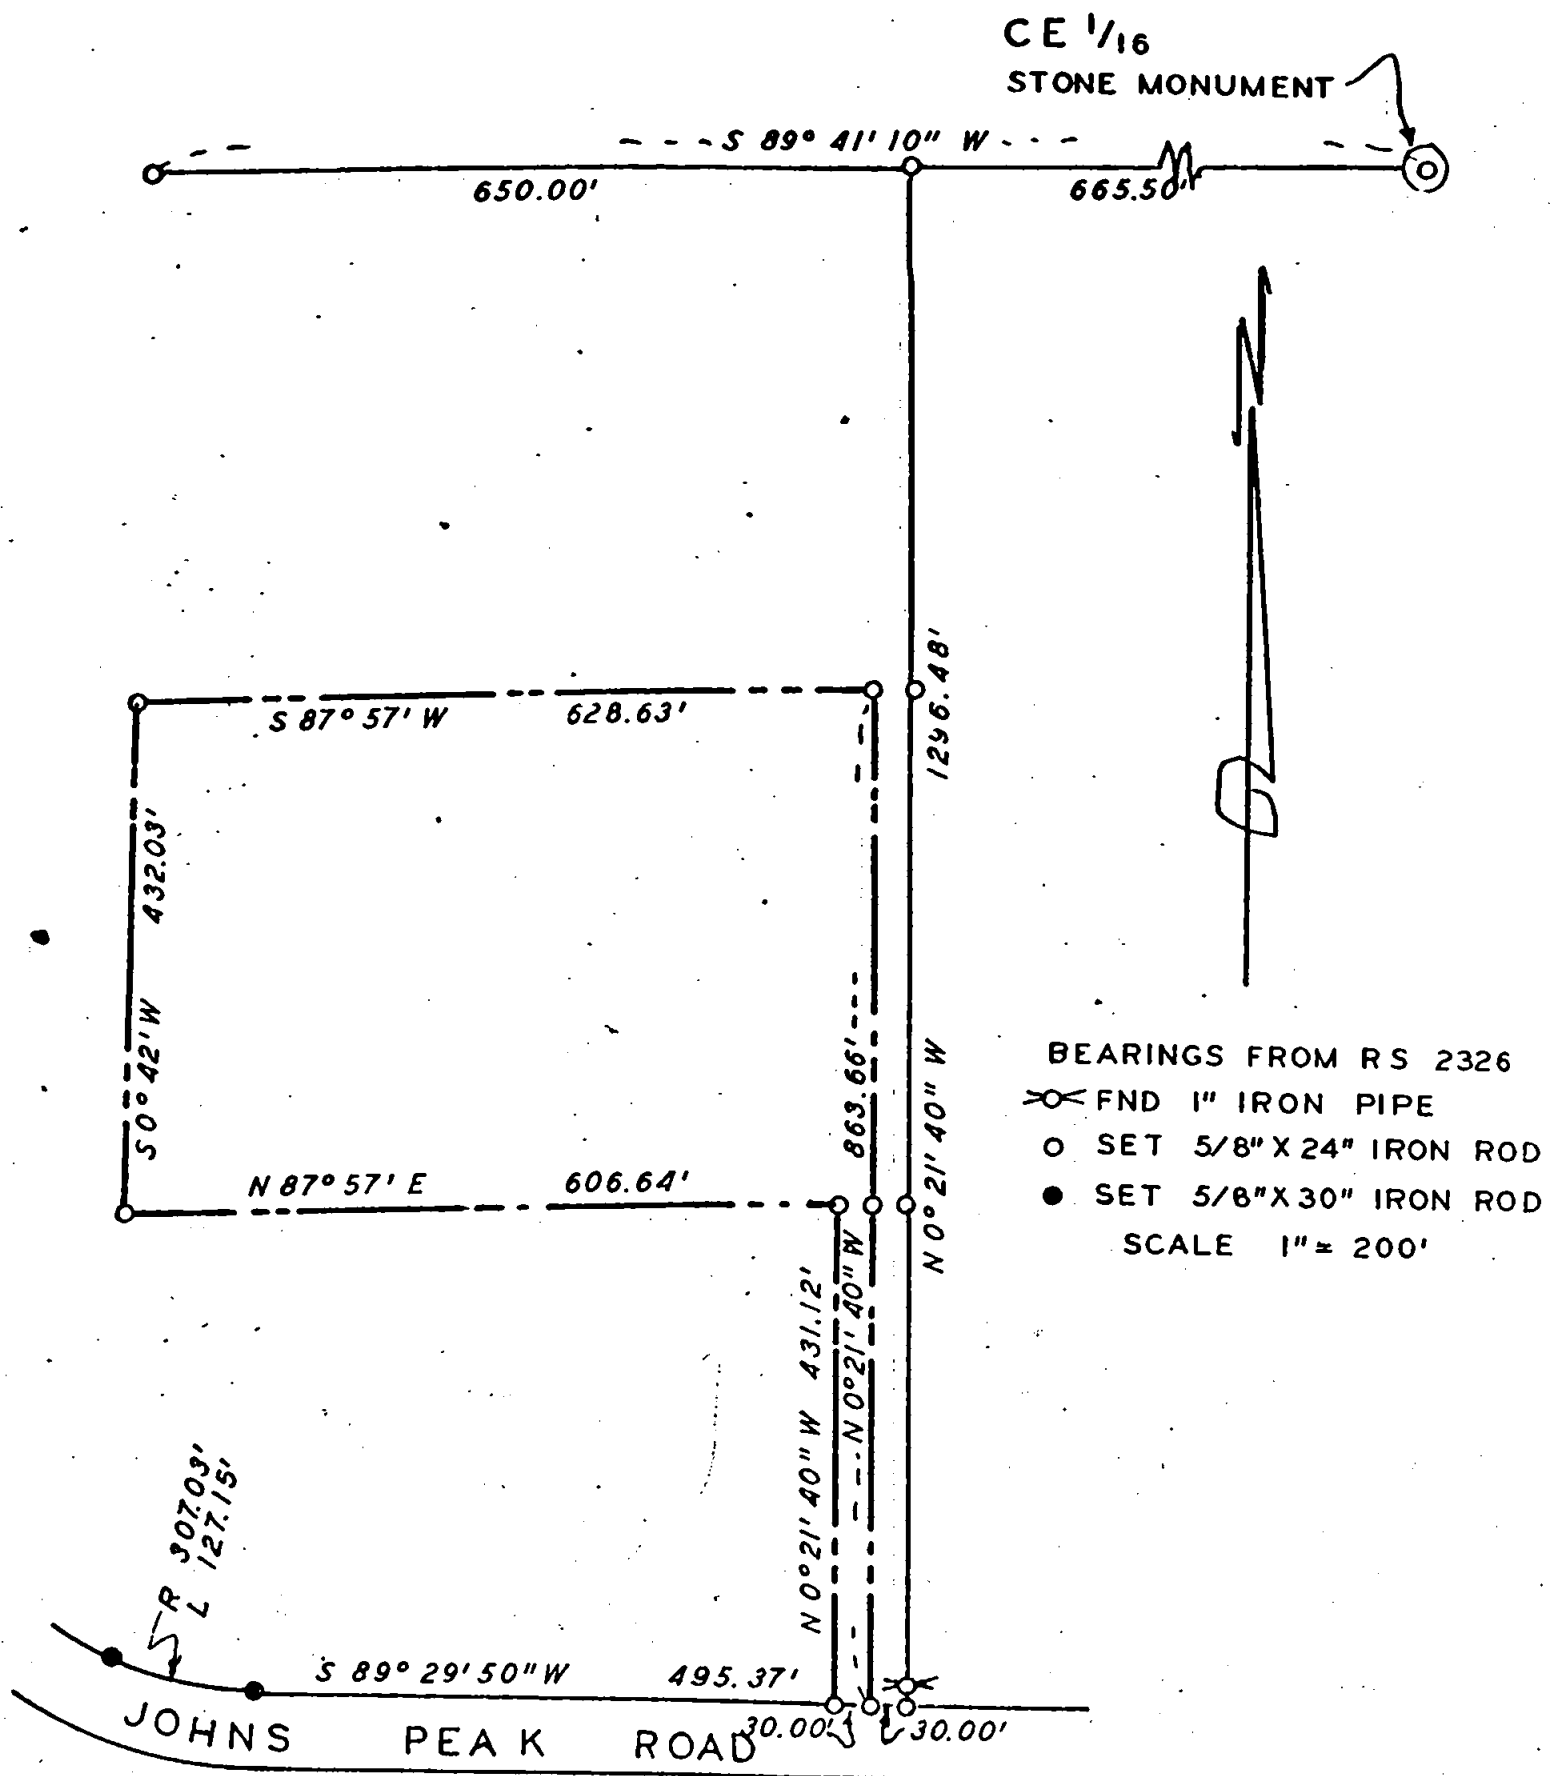 CE 1/16
STONE MONUMENT
S 89° 41' 10" W
650.00'
665.50'
1296.48'
S 87° 57' W 628.63'
S 0° 42' W 432.03'
863.66'
N 0° 21' 40" W
BEARINGS FROM RS 2326
FND 1" IRON PIPE
SET 5/8" X 24" IRON ROD
SET 5/8" X 30" IRON ROD
SCALE 1" = 200'
N 87° 57' E 606.64'
N 0° 21' 40" W 431.12'
N 0° 21' 40" W
R 307.03'
L 127.15'
S 89° 29' 50" W 495.37'
JOHNS PEAK ROAD
30.00'
30.00'
N